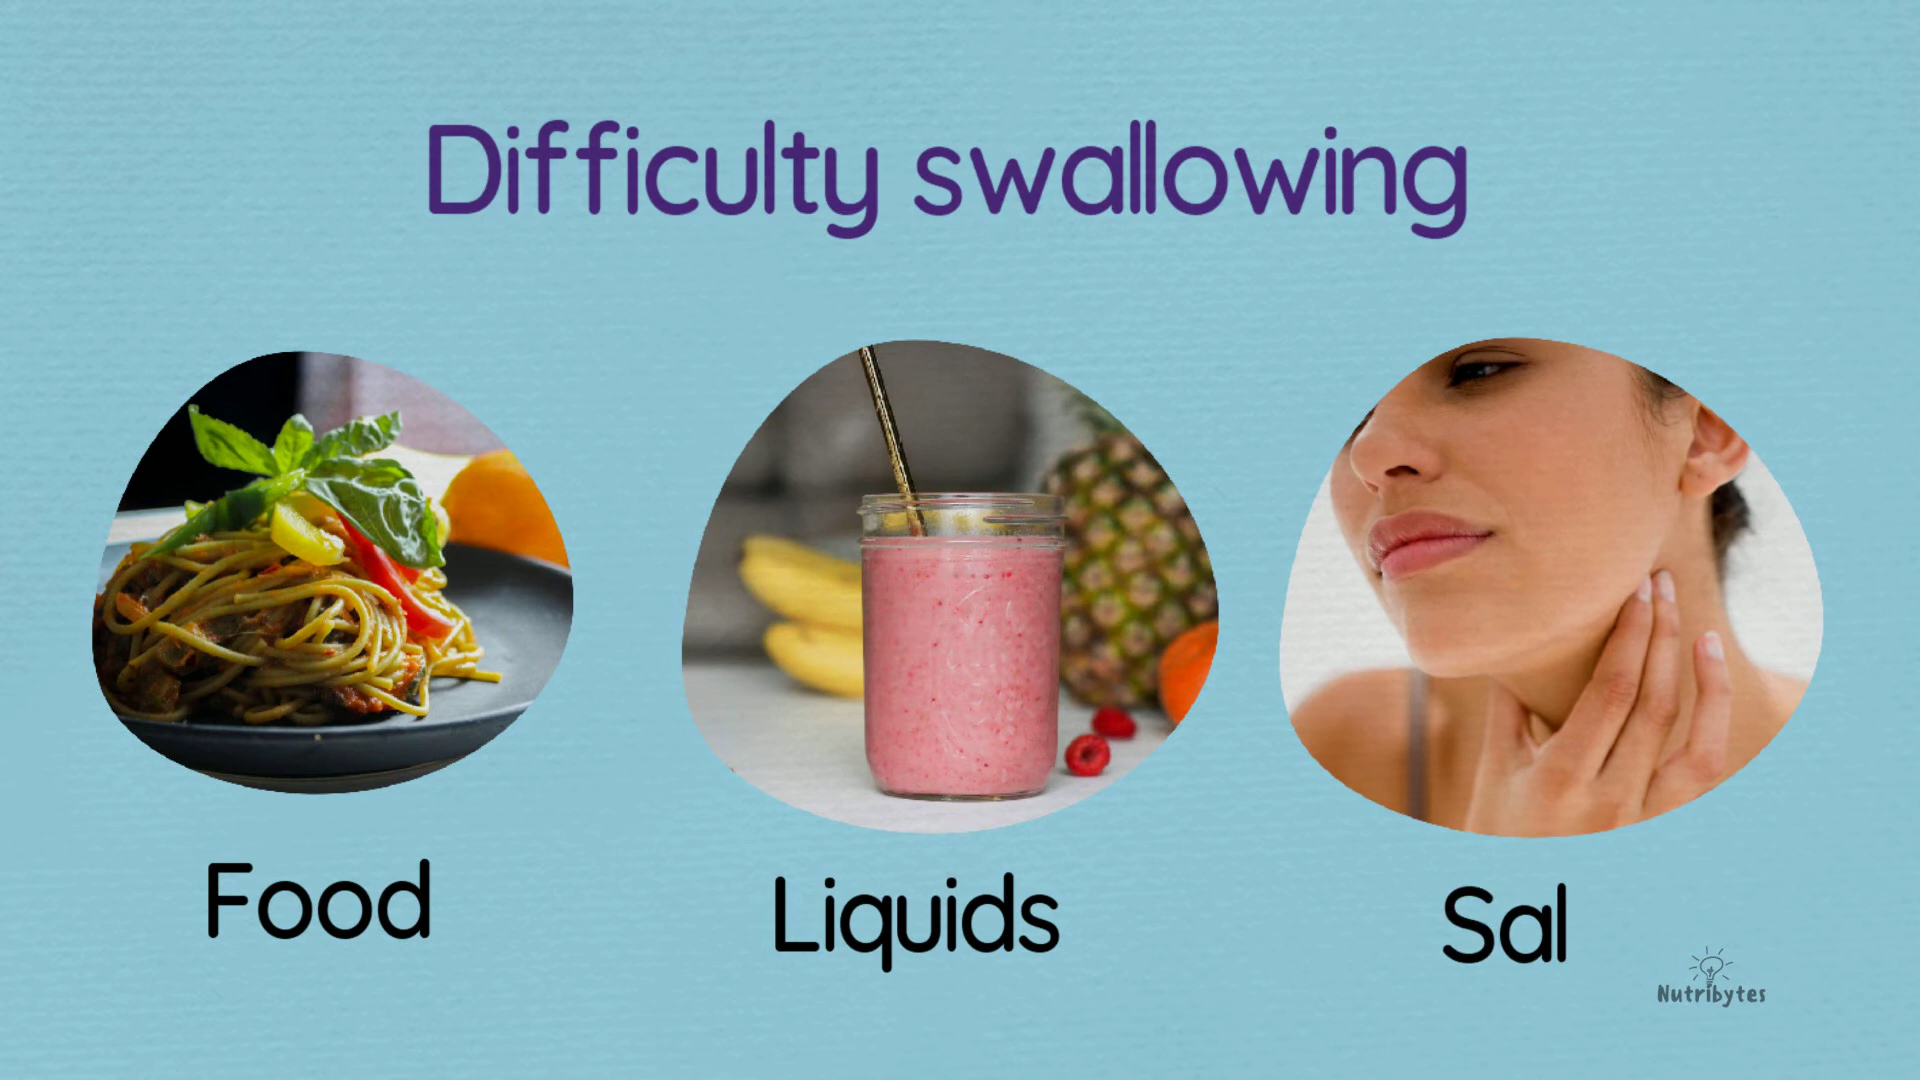 Difficulty swallowing
Food
Liquids
Sal
Nutribytes